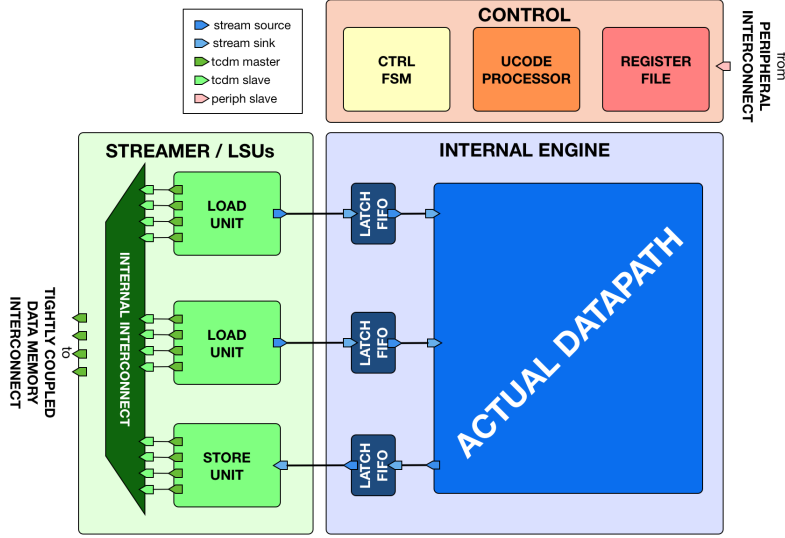 stream source
stream sink
tcdm master
tcdm slave
periph slave
CONTROL
CTRL
FSM
UCODE
PROCESSOR
REGISTER
FILE
from
PERIPHERAL
INTERCONNECT
STREAMER / LSUs
INTERNAL ENGINE
LOAD
UNIT
LATCH
FIFO
LOAD
UNIT
LATCH
FIFO
STORE
UNIT
LATCH
FIFO
INTERNAL INTERCONNECT
ACTUAL DATAPATH
to
TIGHTLY COUPLED
DATA MEMORY
INTERCONNECT